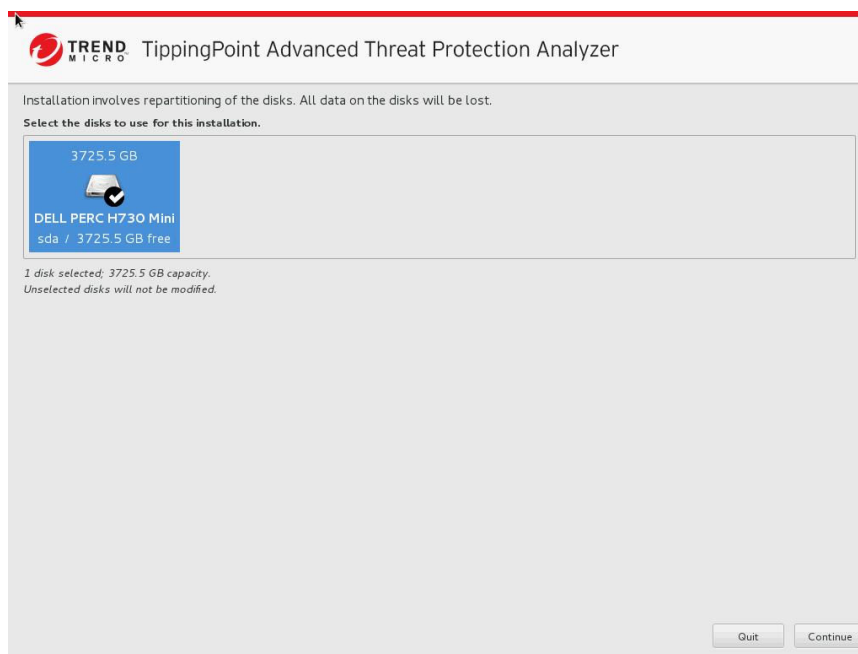 TREND MICRO TippingPoint Advanced Threat Protection Analyzer
Installation involves repartitioning of the disks. All data on the disks will be lost.
Select the disks to use for this installation.
3725.5 GB
DELL PERC H730 Mini
sda / 3725.5 GB free
1 disk selected; 3725.5 GB capacity.
Unselected disks will not be modified.
Quit Continue